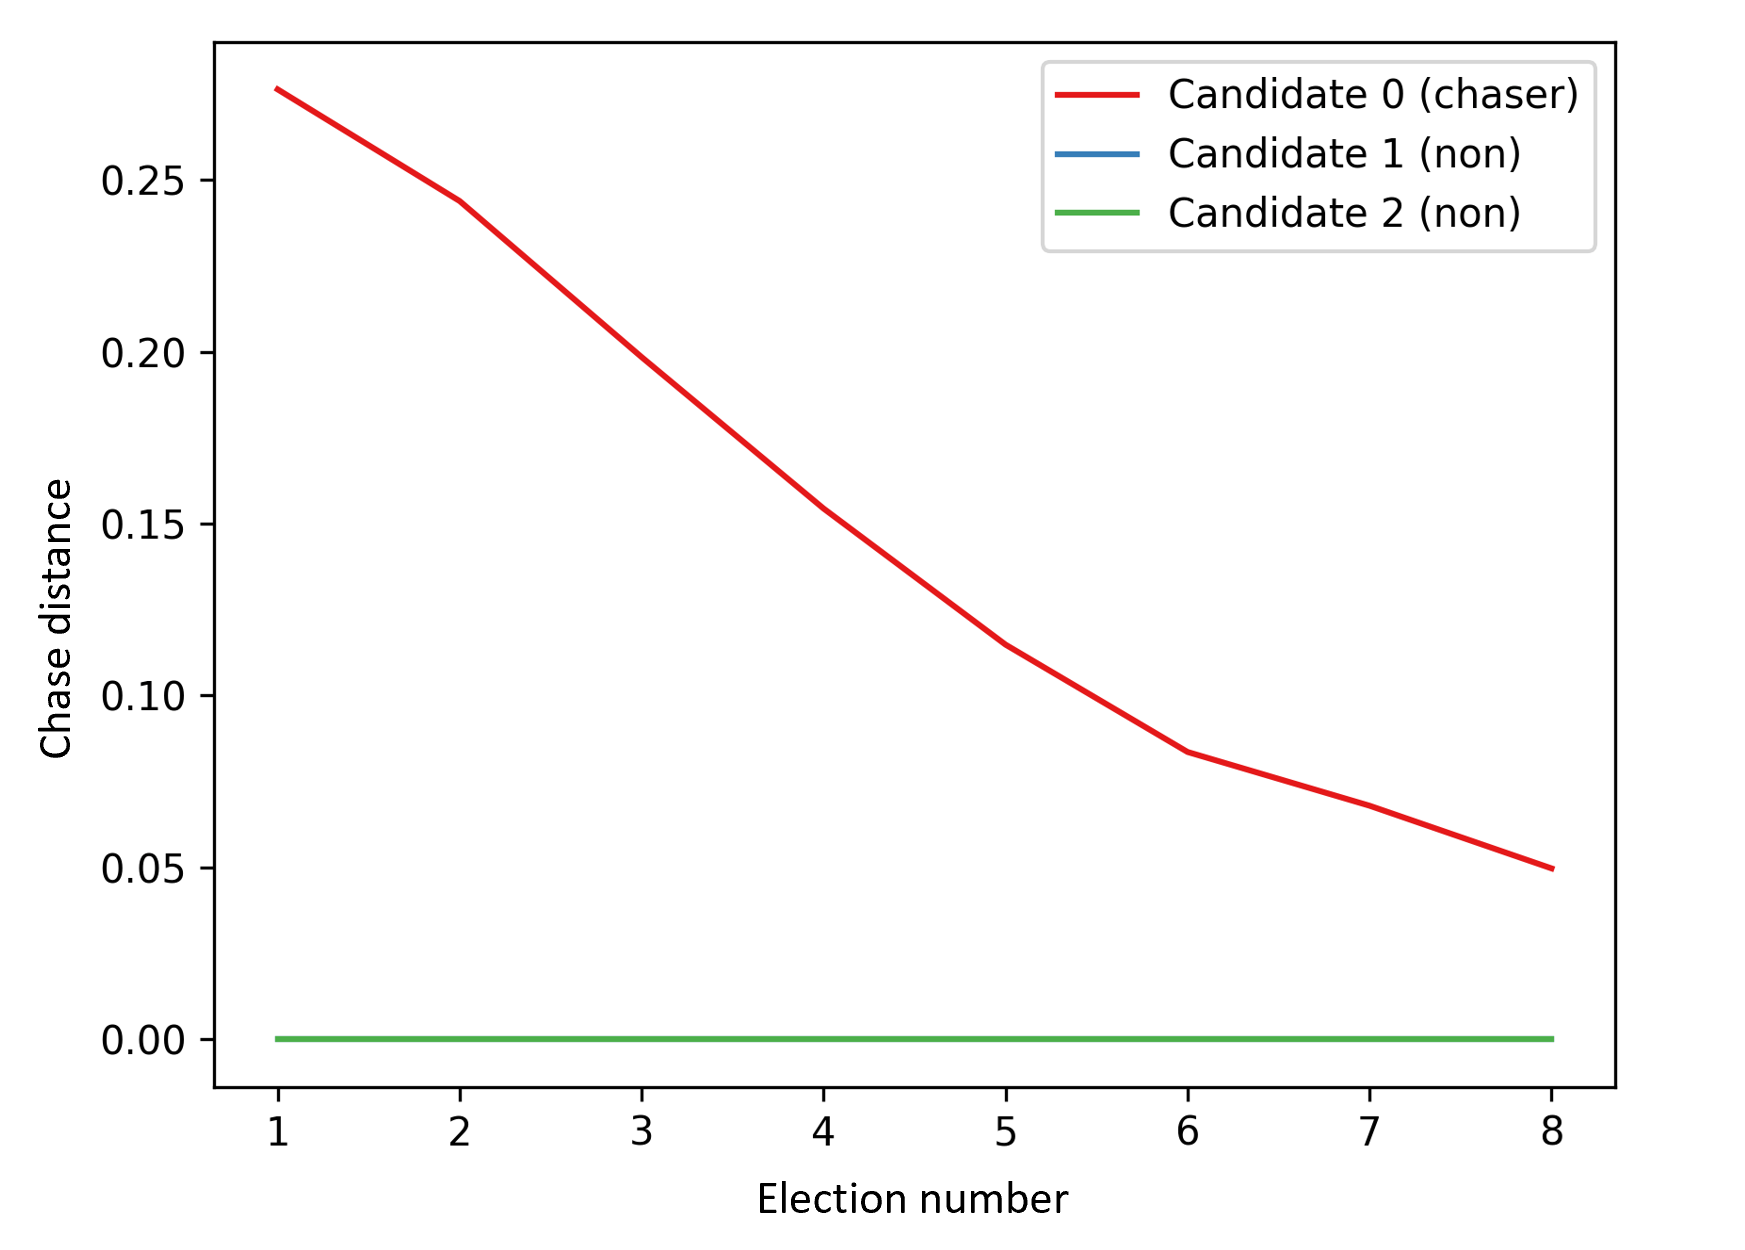 Candidate 0 (chaser)
Candidate 1 (non)
Candidate 2 (non)
Chase distance
0.25
0.20
0.15
0.10
0.05
0.00
1 2 3 4 5 6 7 8
Election number